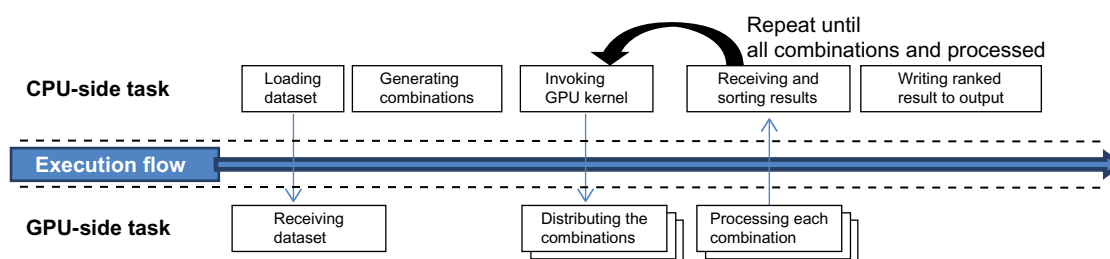 Repeat until
all combinations and processed
CPU-side task
Loading
dataset
Generating
combinations
Invoking
GPU kernel
Receiving and
sorting results
Writing ranked
result to output
Execution flow
GPU-side task
Receiving
dataset
Distributing the
combinations
Processing each
combination